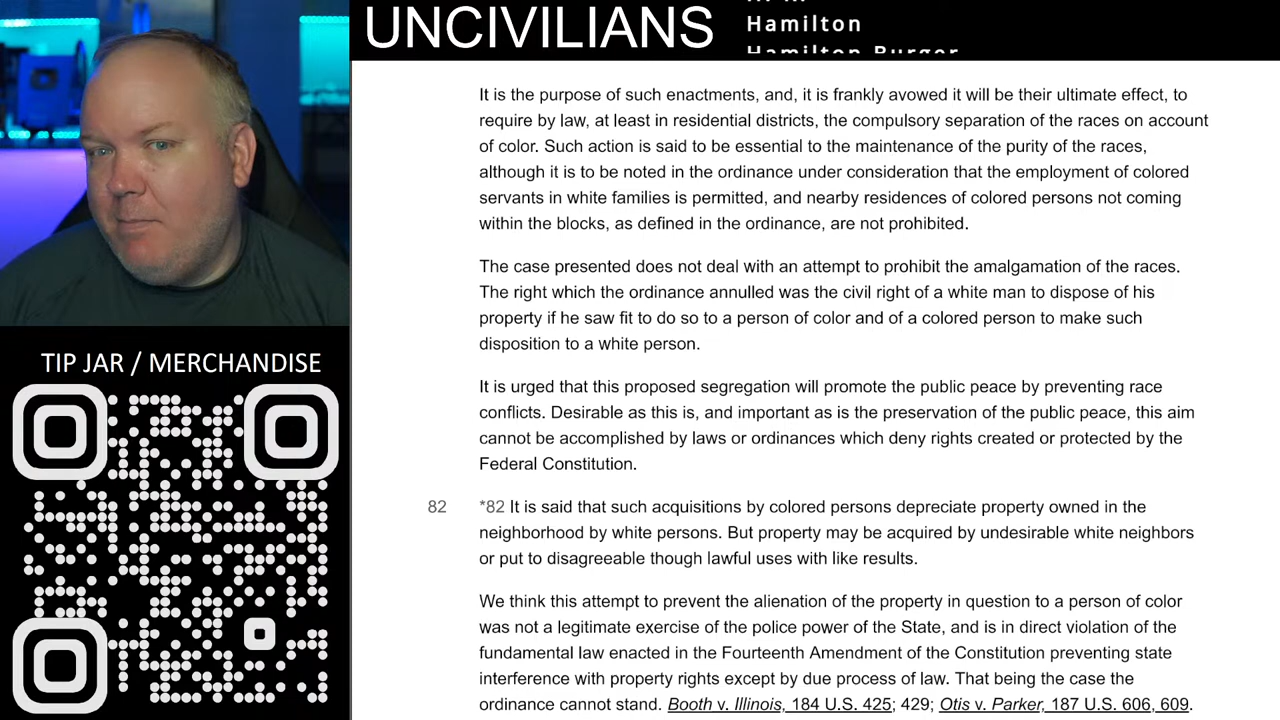 UNCIVILIANS
Hamilton
Hamilton Burger
It is the purpose of such enactments, and, it is frankly avowed it will be their ultimate effect, to
require by law, at least in residential districts, the compulsory separation of the races on account
of color. Such action is said to be essential to the maintenance of the purity of the races,
although it is to be noted in the ordinance under consideration that the employment of colored
servants in white families is permitted, and nearby residences of colored persons not coming
within the blocks, as defined in the ordinance, are not prohibited.
The case presented does not deal with an attempt to prohibit the amalgamation of the races.
The right which the ordinance annulled was the civil right of a white man to dispose of his
property if he saw fit to do so to a person of color and of a colored person to make such
disposition to a white person.
It is urged that this proposed segregation will promote the public peace by preventing race
conflicts. Desirable as this is, and important as is the preservation of the public peace, this aim
cannot be accomplished by laws or ordinances which deny rights created or protected by the
Federal Constitution.
82 *82 It is said that such acquisitions by colored persons depreciate property owned in the
neighborhood by white persons. But property may be acquired by undesirable white neighbors
or put to disagreeable though lawful uses with like results.
We think this attempt to prevent the alienation of the property in question to a person of color
was not a legitimate exercise of the police power of the State, and is in direct violation of the
fundamental law enacted in the Fourteenth Amendment of the Constitution preventing state
interference with property rights except by due process of law. That being the case the
ordinance cannot stand. Booth v. Illinois, 184 U.S. 425; 429; Otis v. Parker, 187 U.S. 606, 609.
TIP JAR / MERCHANDISE